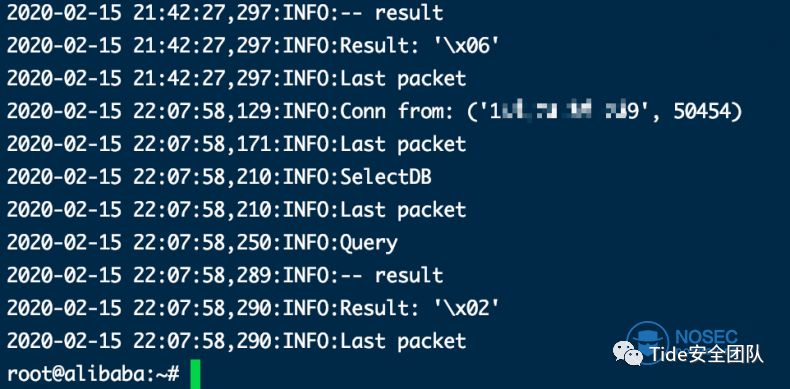 2020-02-15 21:42:27,297:INFO:-- result
2020-02-15 21:42:27,297:INFO:Result: '\x06'
2020-02-15 21:42:27,297:INFO:Last packet
2020-02-15 22:07:58,129:INFO:Conn from: ('1 9', 50454)
2020-02-15 22:07:58,171:INFO:Last packet
2020-02-15 22:07:58,210:INFO:SelectDB
2020-02-15 22:07:58,210:INFO:Last packet
2020-02-15 22:07:58,250:INFO:Query
2020-02-15 22:07:58,289:INFO:-- result
2020-02-15 22:07:58,290:INFO:Result: '\x02'
2020-02-15 22:07:58,290:INFO:Last packet
root@alibaba:~#
NOSEC
Tide安全团队